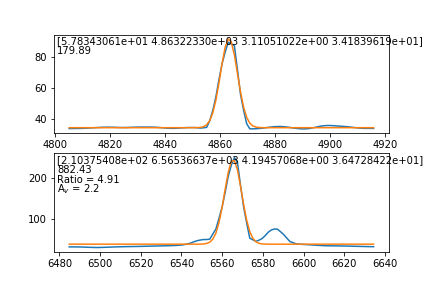 [5.78343061e+01 4.86322330e+03 3.11051022e+00 3.41839619e+01]
179.89
80
60
40
4800 4820 4840 4860 4880 4900 4920
[2.10375408e+02 6.56536637e+03 4.19457068e+00 3.64728422e+01]
882.43
Ratio = 4.91
Aν = 2.2
200
100
6480 6500 6520 6540 6560 6580 6600 6620 6640